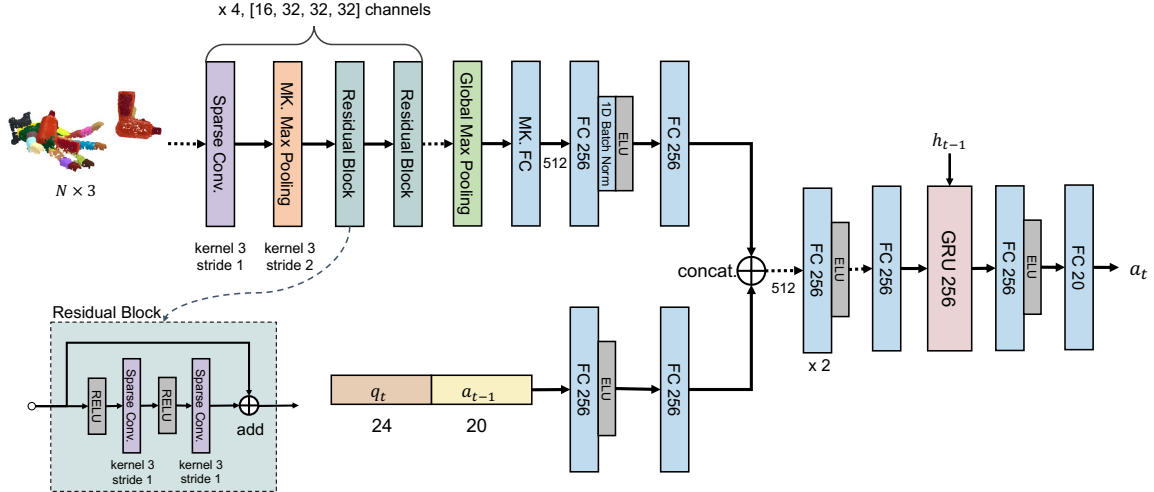 x 4, [16, 32, 32, 32] channels
N × 3
Sparse Conv.
kernel 3
stride 1
MK. Max Pooling
kernel 3
stride 2
Residual Block
Residual Block
Global Max Pooling
MK. FC
512
FC 256
1D Batch Norm
ELU
FC 256
concat.
512
FC 256
ELU
x 2
FC 256
h_{t−1}
GRU 256
FC 256
ELU
FC 20
a_t
Residual Block
RELU
Sparse Conv.
kernel 3
stride 1
RELU
Sparse Conv.
kernel 3
stride 1
add
q_t
24
a_{t−1}
20
FC 256
ELU
FC 256